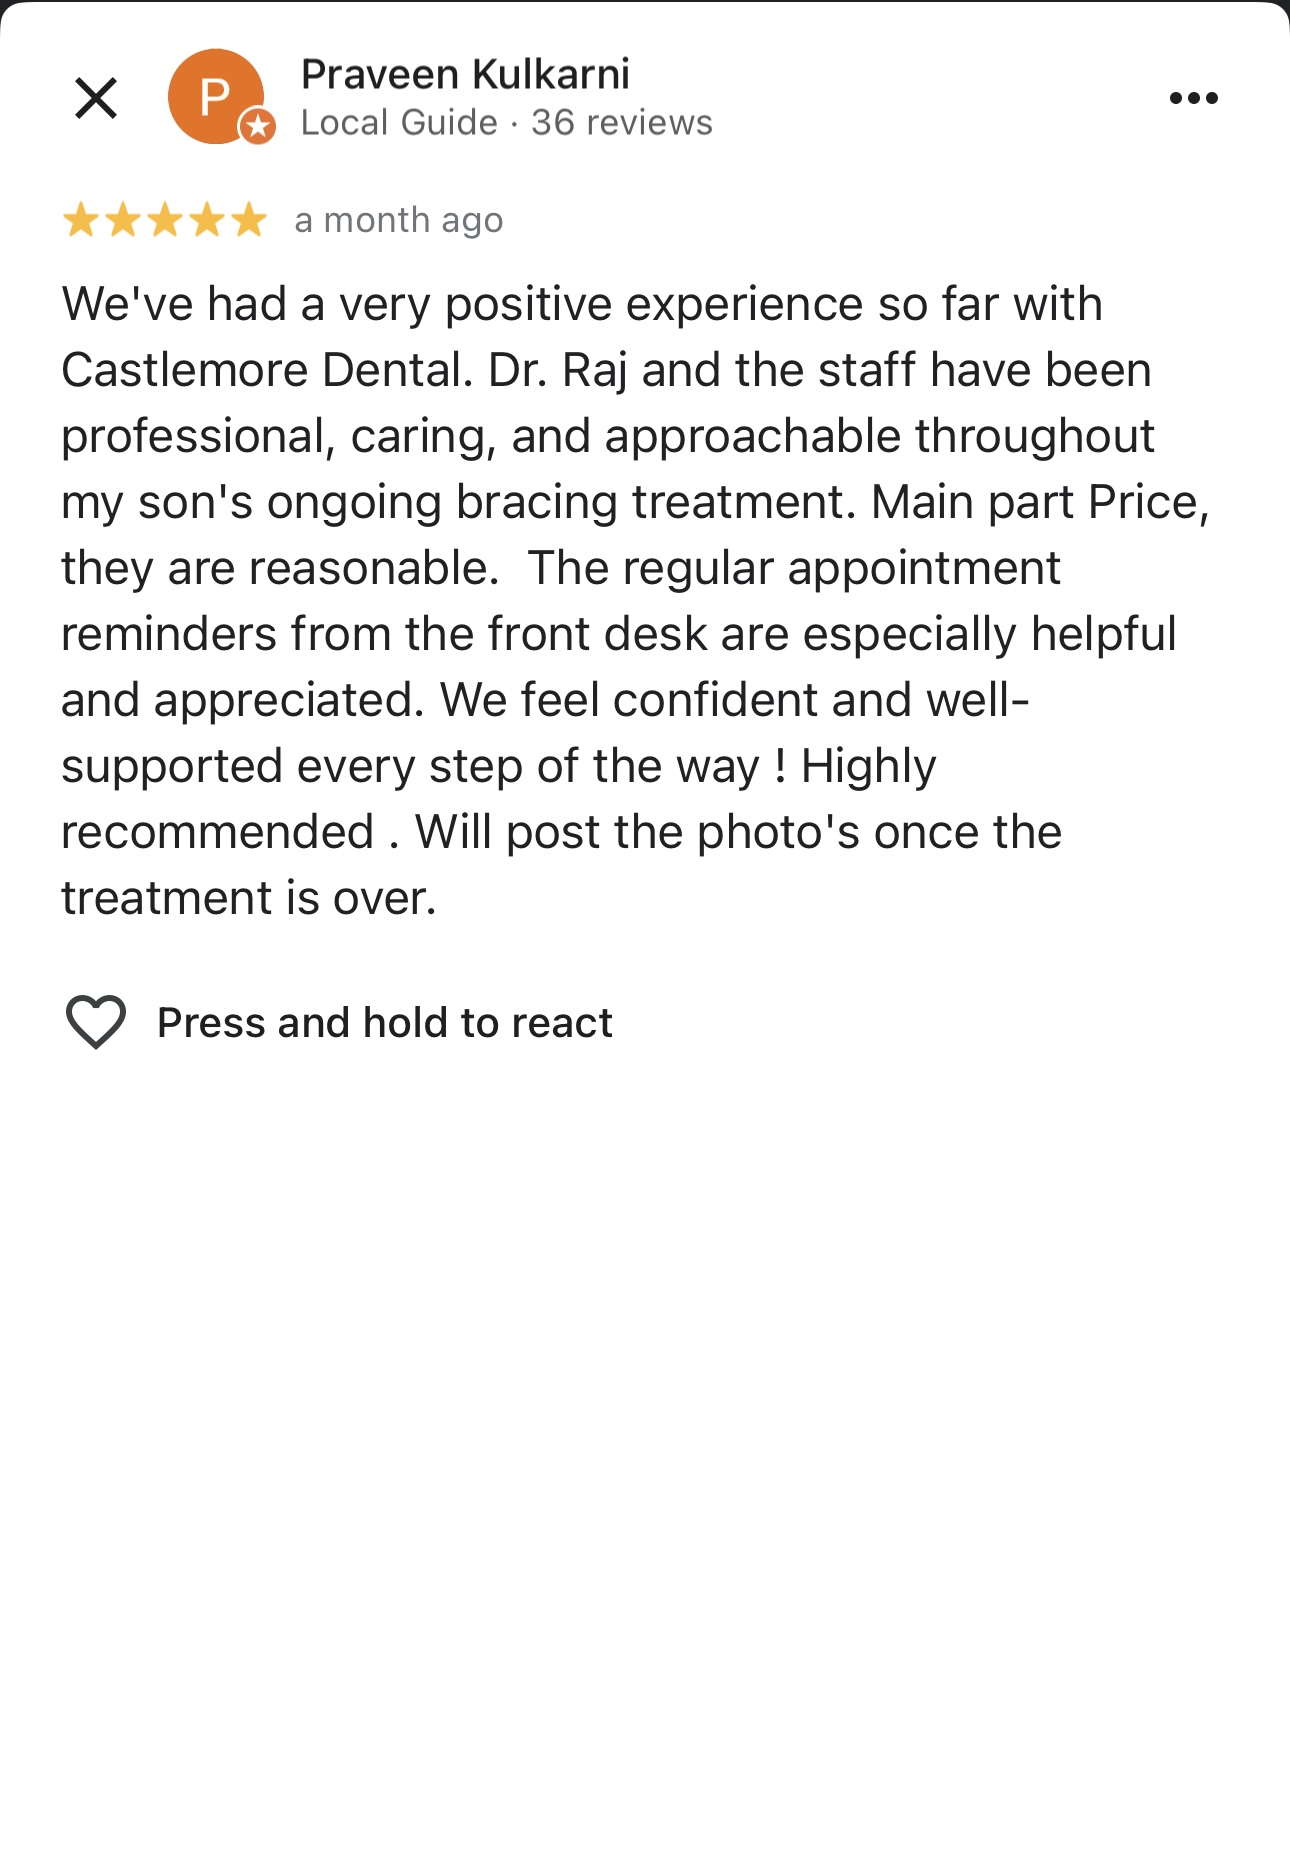 P
Praveen Kulkarni
Local Guide · 36 reviews
a month ago
We've had a very positive experience so far with
Castlemore Dental. Dr. Raj and the staff have been
professional, caring, and approachable throughout
my son's ongoing bracing treatment. Main part Price,
they are reasonable.  The regular appointment
reminders from the front desk are especially helpful
and appreciated. We feel confident and well-
supported every step of the way ! Highly
recommended . Will post the photo's once the
treatment is over.
Press and hold to react